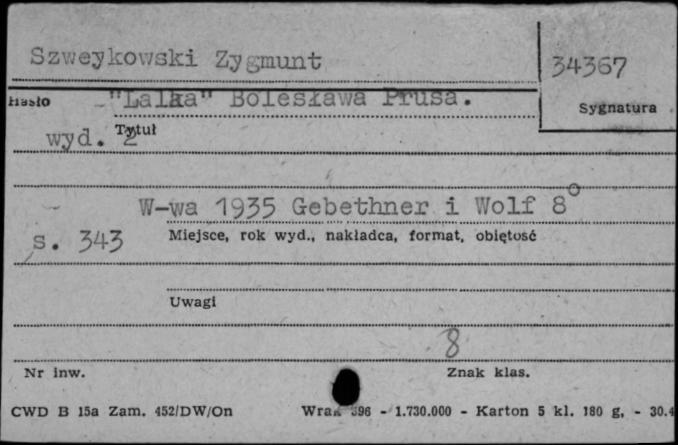 Szweykowski Zygmunt
34367
Hasło "Lalka" Bolesława Prusa.
Sygnatura
wyd. 2 Tytuł
W-wa 1935 Gebethner i Wolf 8°
s. 343 Miejsce, rok wyd., nakładca, format, obiętość
Uwagi
8
Nr inw. Znak klas.
CWD B 15a Zam. 452/DW/On 396 - 1.730.000 - Karton 5 kl. 180 g, - 30.4